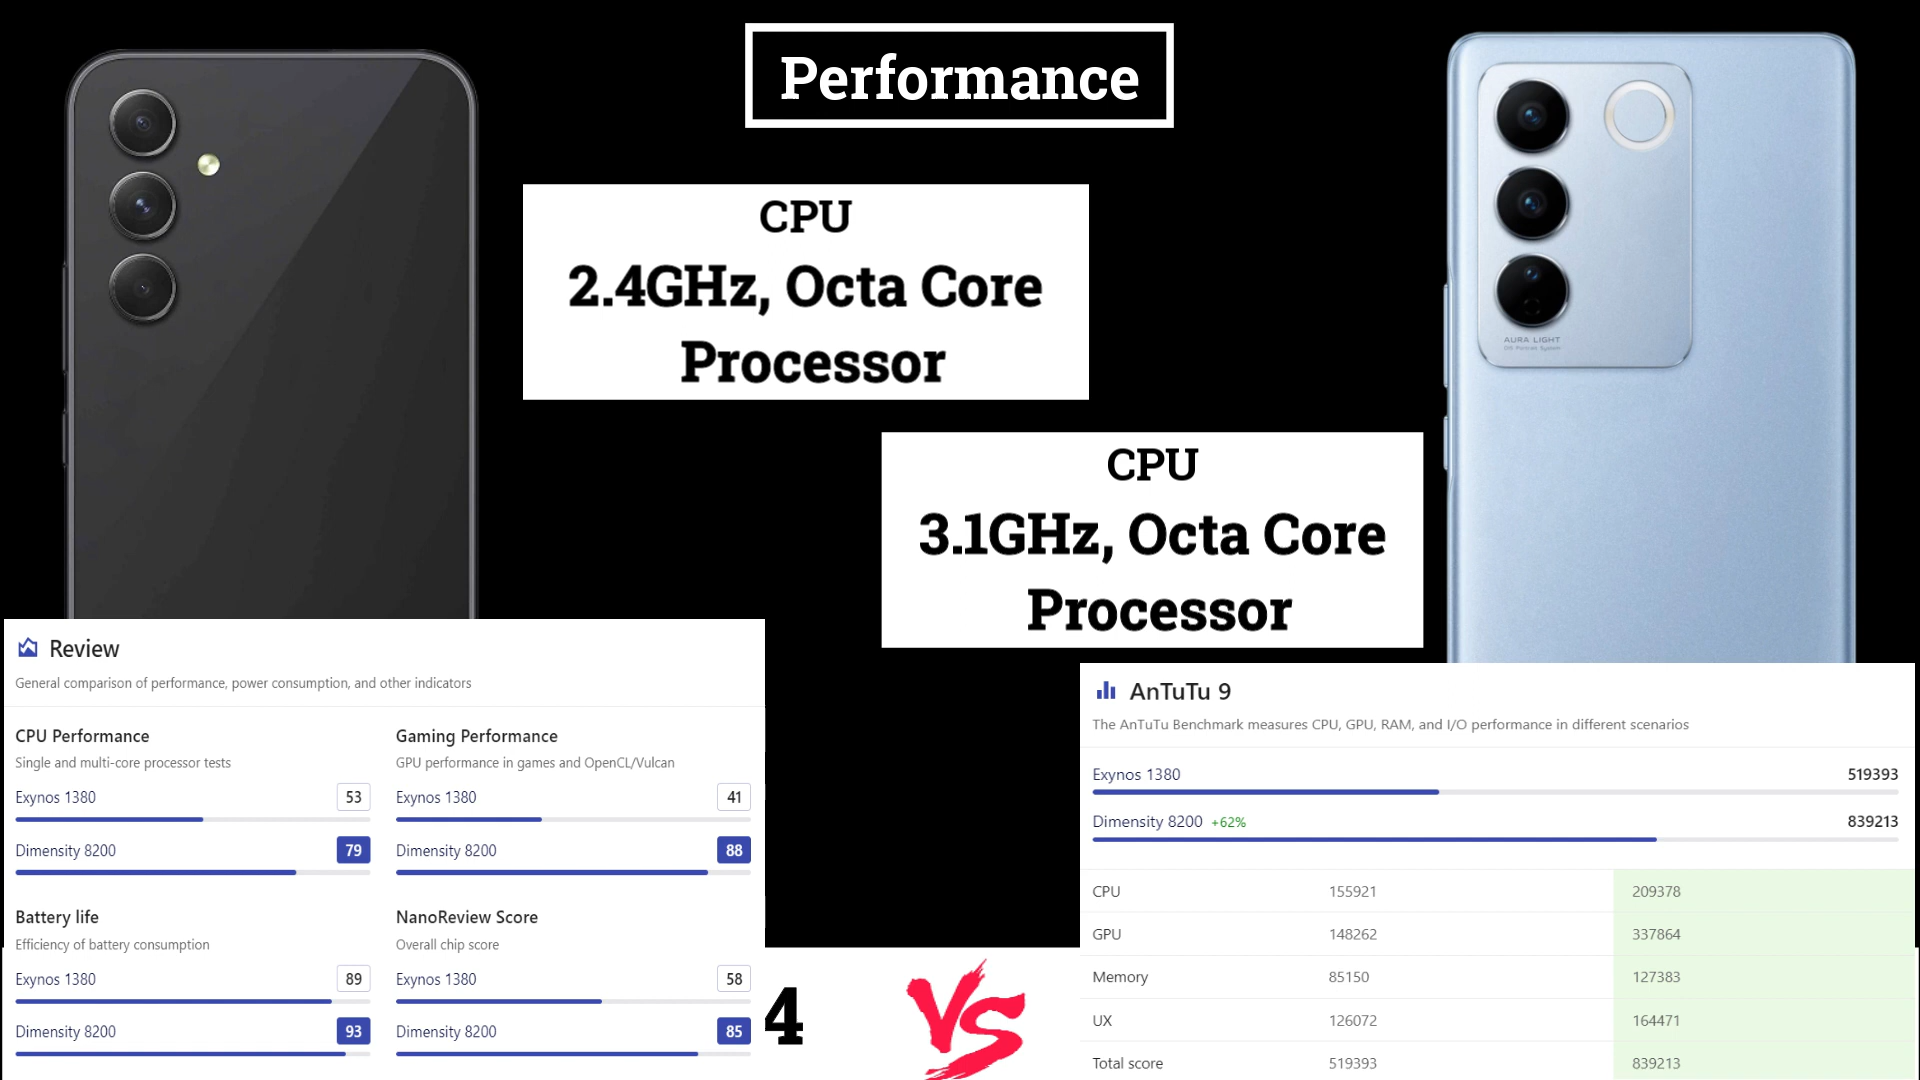 Performance
CPU
2.4GHz, Octa Core
Processor
CPU
3.1GHz, Octa Core
Processor
AURA LIGHT
OIS Portrait System
Review
General comparison of performance, power consumption, and other indicators
CPU Performance
Single and multi-core processor tests
Exynos 1380 53
Dimensity 8200 79
Gaming Performance
GPU performance in games and OpenCL/Vulcan
Exynos 1380 41
Dimensity 8200 88
Battery life
Efficiency of battery consumption
Exynos 1380 89
Dimensity 8200 93
NanoReview Score
Overall chip score
Exynos 1380 58
Dimensity 8200 85
4
VS
AnTuTu 9
The AnTuTu Benchmark measures CPU, GPU, RAM, and I/O performance in different scenarios
Exynos 1380 519393
Dimensity 8200 +62% 839213
CPU 155921 209378
GPU 148262 337864
Memory 85150 127383
UX 126072 164471
Total score 519393 839213